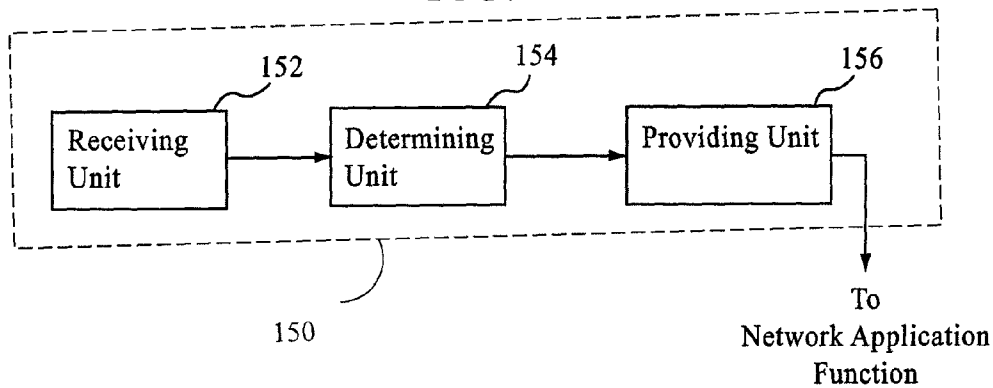 152
154
156
Receiving
Unit
Determining
Unit
Providing Unit
150
To
Network Application
Function